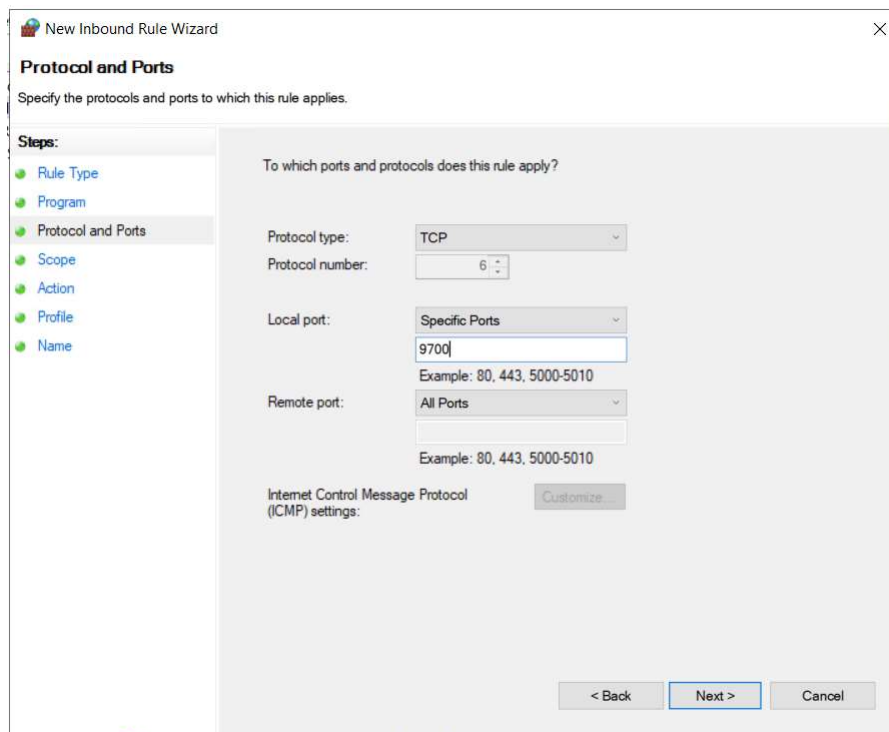 New Inbound Rule Wizard
Protocol and Ports
Specify the protocols and ports to which this rule applies.
Steps:
Rule Type
Program
Protocol and Ports
Scope
Action
Profile
Name
To which ports and protocols does this rule apply?
Protocol type: TCP
Protocol number: 6
Local port: Specific Ports
9700
Example: 80, 443, 5000-5010
Remote port: All Ports
Example: 80, 443, 5000-5010
Internet Control Message Protocol
(ICMP) settings:
Customize...
< Back Next > Cancel